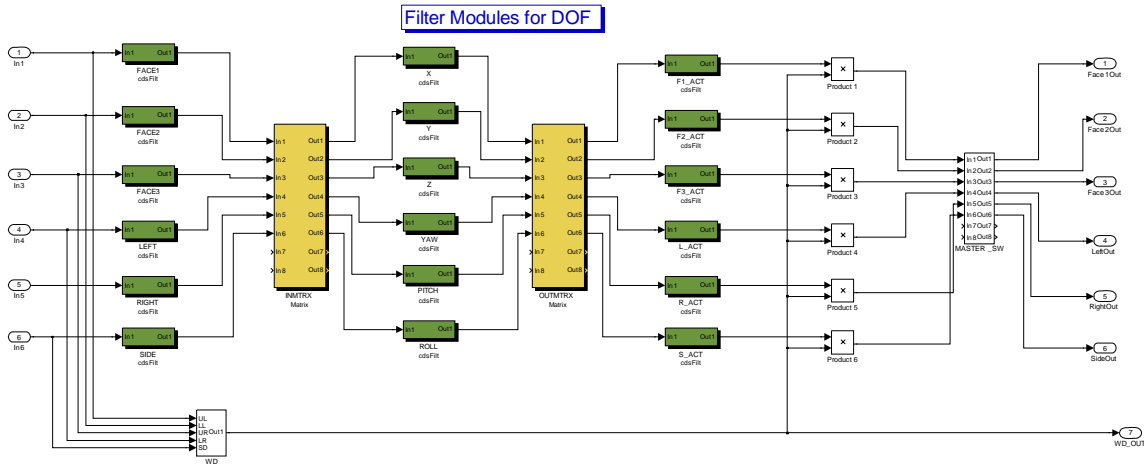 Filter Modules for DOF
1
In1
2
In2
3
In3
4
In4
5
In5
6
In6
In1 Out1
FACE1
cdsFilt
In1 Out1
FACE2
cdsFilt
In1 Out1
FACE3
cdsFilt
In1 Out1
LEFT
cdsFilt
In1 Out1
RIGHT
cdsFilt
In1 Out1
SIDE
cdsFilt
In1 Out1
In2 Out2
In3 Out3
In4 Out4
In5 Out5
In6 Out6
In7 Out7
In8 Out8
INMTRX
Matrix
In1 Out1
X
cdsFilt
In1 Out1
Y
cdsFilt
In1 Out1
Z
cdsFilt
In1 Out1
YAW
cdsFilt
In1 Out1
PITCH
cdsFilt
In1 Out1
ROLL
cdsFilt
In1 Out1
In2 Out2
In3 Out3
In4 Out4
In5 Out5
In6 Out6
In7 Out7
In8 Out8
OUTMTRX
Matrix
In1 Out1
F1_ACT
cdsFilt
In1 Out1
F2_ACT
cdsFilt
In1 Out1
F3_ACT
cdsFilt
In1 Out1
L_ACT
cdsFilt
In1 Out1
R_ACT
cdsFilt
In1 Out1
S_ACT
cdsFilt
×
Product 1
×
Product 2
×
Product 3
×
Product 4
×
Product 5
×
Product 6
In1 Out1
In2 Out2
In3 Out3
In4 Out4
In5 Out5
In6 Out6
In7 Out7
In8 Out8
MASTER _SW
1
Face1Out
2
Face2Out
3
Face3Out
4
LeftOut
5
RightOut
6
SideOut
UL
LL
UR Out1
LR
SD
WD
7
WD_OUT